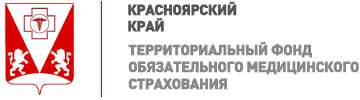 КРАСНОЯРСКИЙ
КРАЙ
ТЕРРИТОРИАЛЬНЫЙ ФОНД
ОБЯЗАТЕЛЬНОГО МЕДИЦИНСКОГО
СТРАХОВАНИЯ